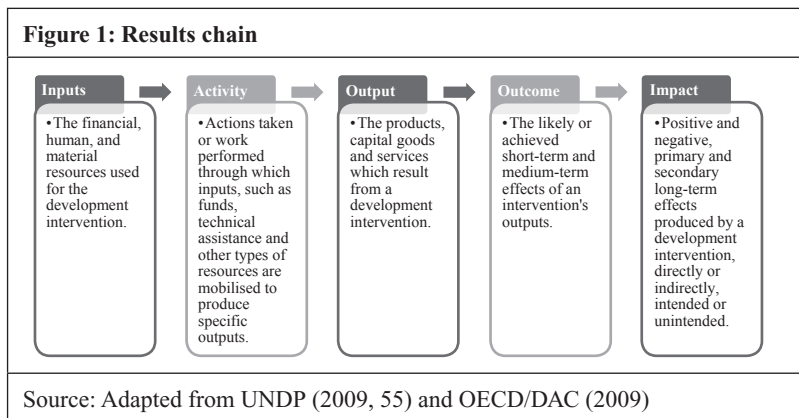 Figure 1: Results chain
Inputs
•The financial,
human, and
material
resources used
for the
development
intervention.
Activity
•Actions taken
or work
performed
through which
inputs, such as
funds,
technical
assistance and
other types of
resources are
mobilised to
produce
specific
outputs.
Output
•The products,
capital goods
and services
which result
from a
development
intervention.
Outcome
•The likely or
achieved
short-term and
medium-term
effects of an
intervention's
outputs.
Impact
•Positive and
negative,
primary and
secondary
long-term
effects
produced by a
development
intervention,
directly or
indirectly,
intended or
unintended.
Source: Adapted from UNDP (2009, 55) and OECD/DAC (2009)